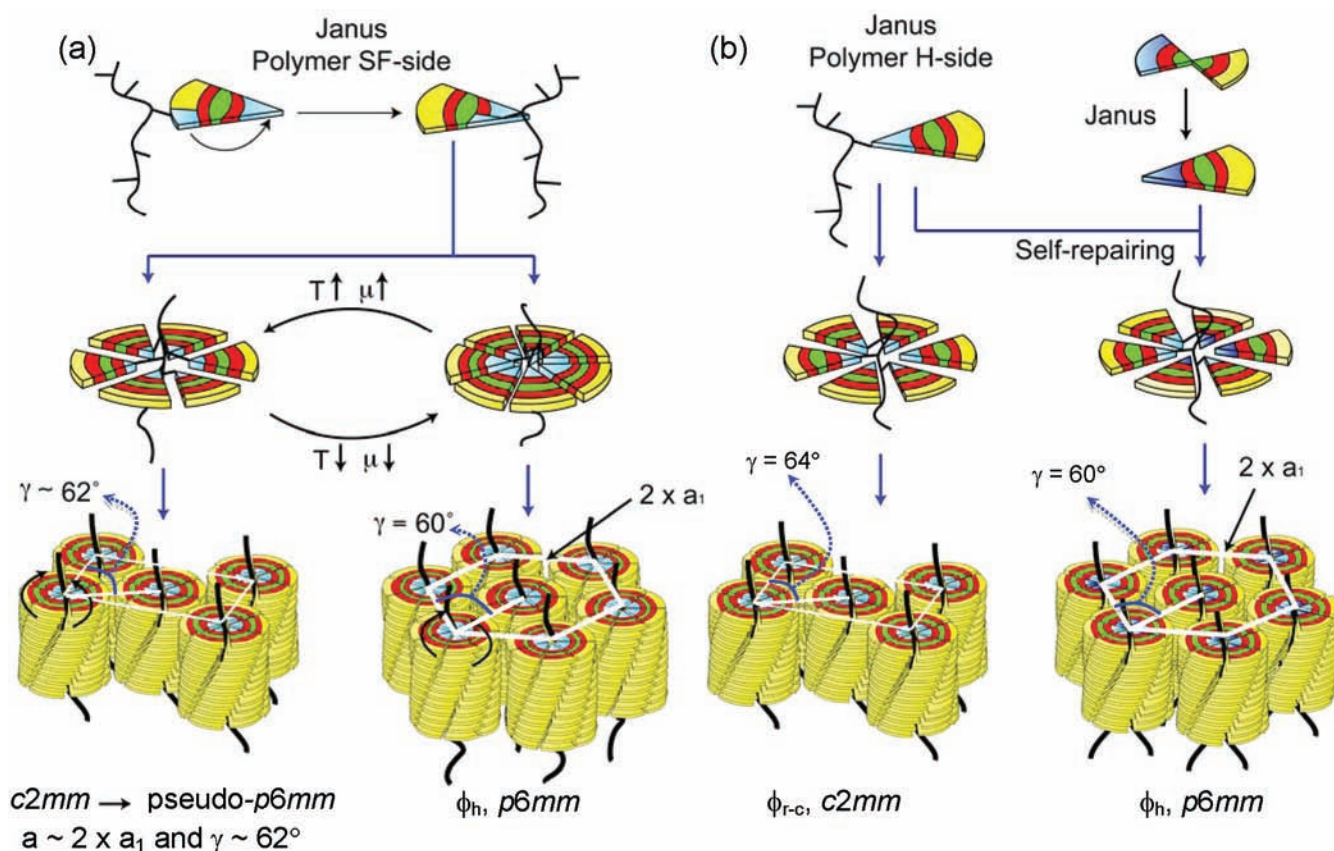 (a)
Janus
Polymer SF-side
(b)
Janus
Polymer H-side
Janus
Self-repairing
T↑ μ↑
T↓ μ↓
γ ~ 62°
γ = 60°
2 x a₁
γ = 64°
γ = 60°
2 x a₁
c2mm → pseudo-p6mm
a ~ 2 x a₁ and γ ~ 62°
ϕh, p6mm
ϕr-c, c2mm
ϕh, p6mm